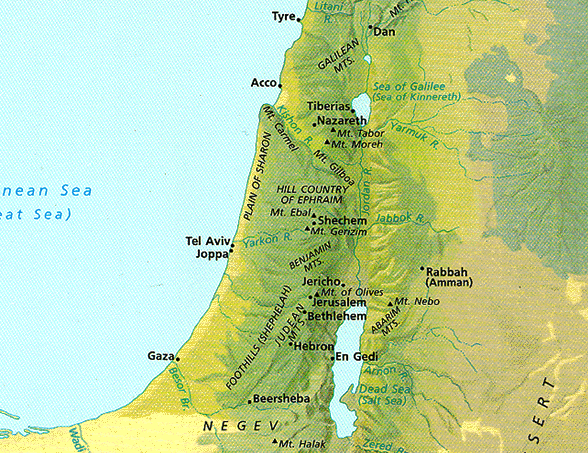 Litani
R.
Tyre
Mt.
Dan
GALILEAN
MTS.
Acco
Sea of Galilee
(Sea of Kinnereth)
Tiberias
Kishon R.
Nazareth
Mt. Carmel
Mt. Tabor
Yarmuk R.
Mt. Moreh
Mt. Gilboa
PLAIN OF SHARON
nean Sea
eat Sea)
HILL COUNTRY
OF EPHRAIM
Jordan R.
Mt. Ebal
Shechem
Jabbok R.
Mt. Gerizim
Tel Aviv
Yarkon R.
Joppa
BENJAMIN
MTS.
Rabbah
(Amman)
Jericho
Mt. of Olives
Jerusalem
Mt. Nebo
Bethlehem
ABARIM
MTS.
FOOTHILLS (SHEPHELAH)
JUDEAN
MTS.
Hebron
Gaza
En Gedi
Arnon R.
Besor Br.
Dead Sea
(Salt Sea)
Beersheba
SERT
NEGEV
Wadi
Mt. Halak
Zered Br.